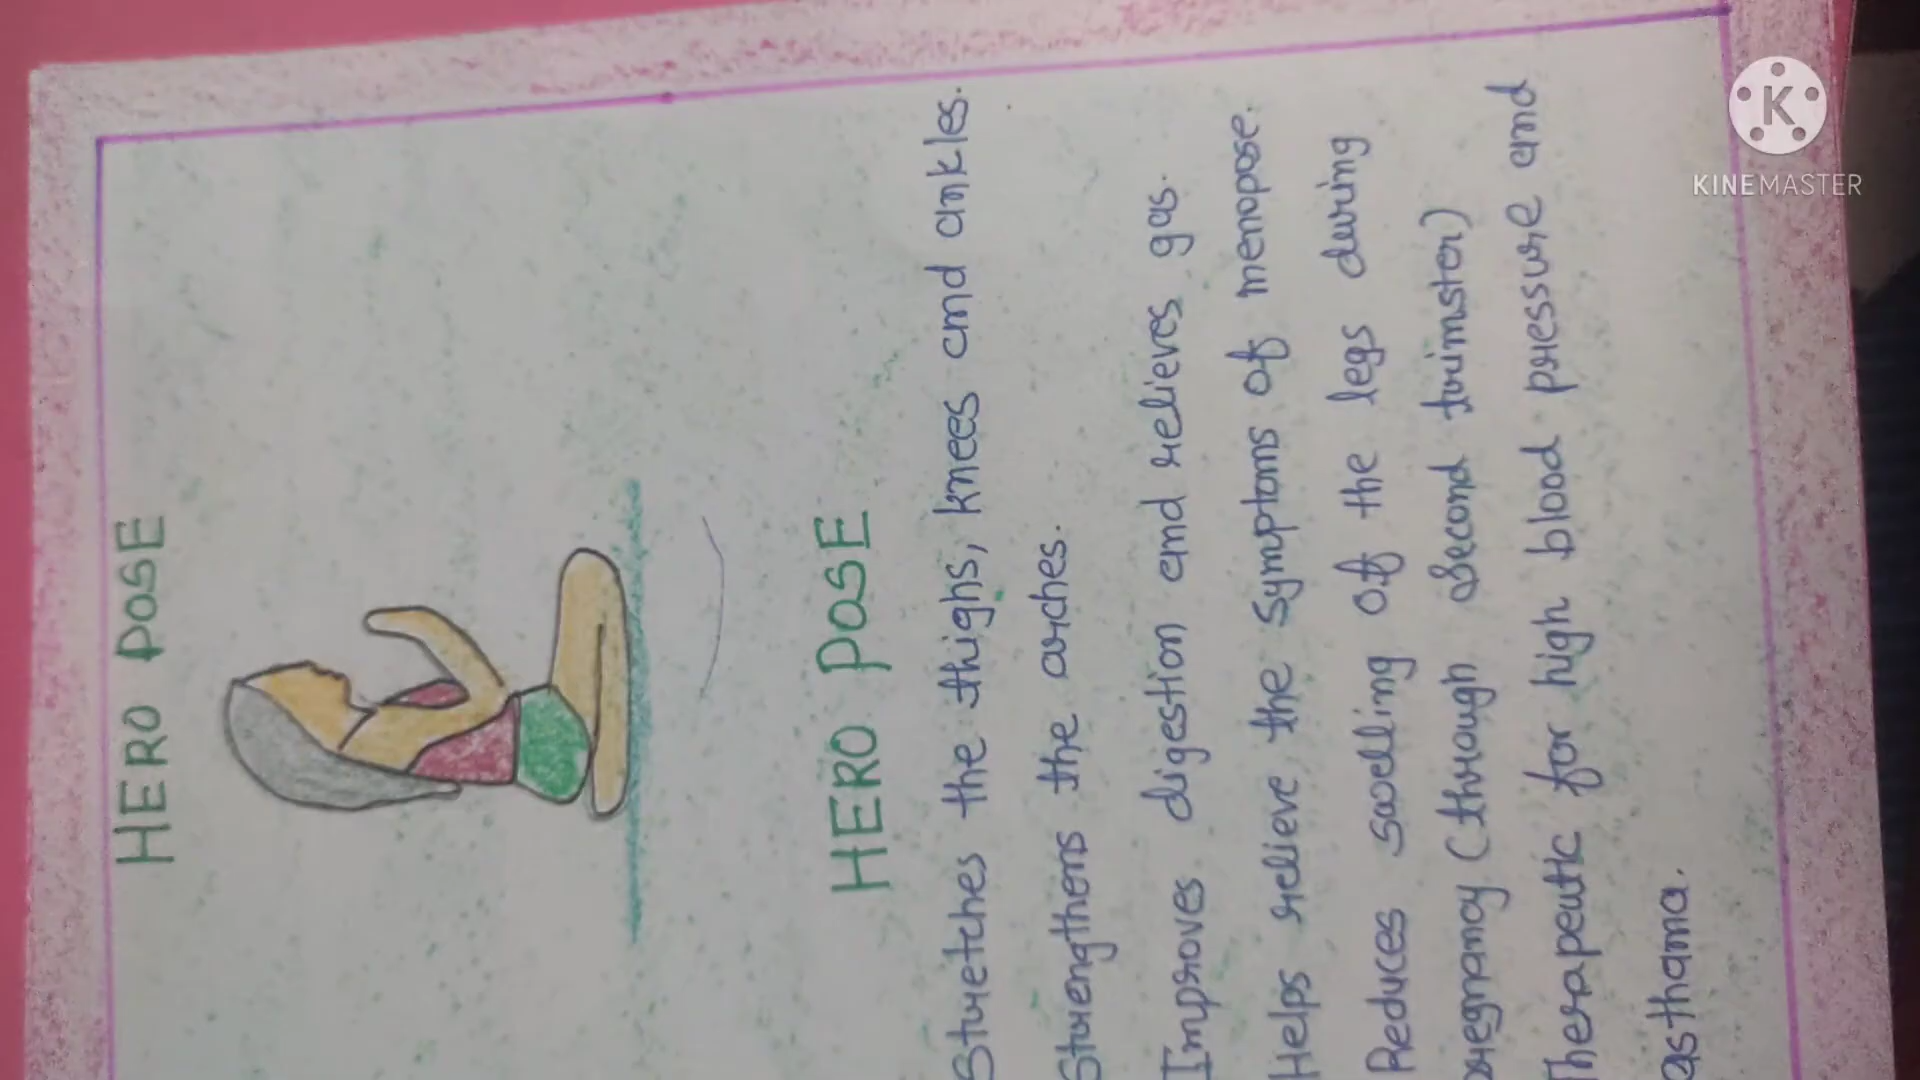 HERO POSE
HERO POSE
Stretches the thighs, knees and ankles.
Strengthens the arches.
Improves digestion and relieves gas.
Helps relieve the Symptoms of menopose.
Reduces swelling of the legs during
pregnancy (through Second trimster)
Therapeutic for high blood pressure and
asthama.
KINEMASTER